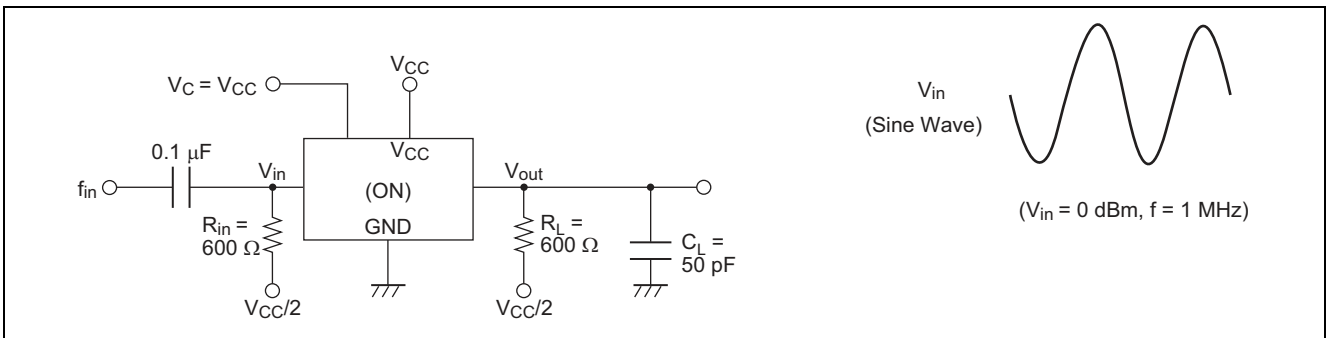 V_C = V_CC
V_CC
V_CC
0.1 μF
f_in
V_in
(ON)
V_out
R_in =
600 Ω
GND
R_L =
600 Ω
C_L =
50 pF
V_CC/2
V_CC/2
V_in
(Sine Wave)
(V_in = 0 dBm, f = 1 MHz)